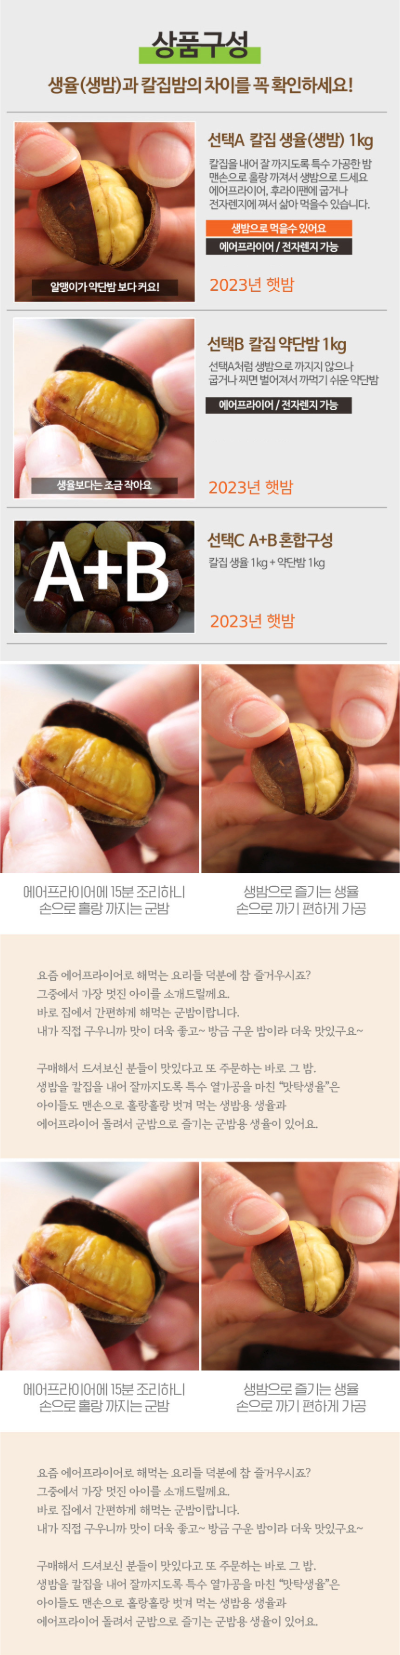 상품구성
생율(생밤)과 칼집밤의 차이를 꼭 확인하세요!
선택A 칼집 생율(생밤) 1kg
칼집을 내어 잘 까지도록 특수 가공한 밤
맨손으로 홀랑 까져서 생밤으로 드세요
에어프라이어, 후라이팬에 굽거나
전자렌지에 쪄서 삶아 먹을수 있습니다.
생밤으로 먹을수 있어요
에어프라이어 / 전자렌지 가능
알맹이가 약단밤 보다 커요!
2023년 햇밤
선택B 칼집 약단밤 1kg
선택A처럼 생밤으로 까지지 않으나
굽거나 찌면 벌어져서 까먹기 쉬운 약단밤
에어프라이어 / 전자렌지 가능
생율보다는 조금 작아요
2023년 햇밤
A+B
선택C A+B 혼합구성
칼집 생율 1kg + 약단밤 1kg
2023년 햇밤
에어프라이어에 15분 조리하니
손으로 홀랑 까지는 군밤
생밤으로 즐기는 생율
손으로 까기 편하게 가공
요즘 에어프라이어로 해먹는 요리들 덕분에 참 즐거우시죠?
그중에서 가장 멋진 아이를 소개드릴께요.
바로 집에서 간편하게 해먹는 군밤이랍니다.
내가 직접 구우니까 맛이 더욱 좋고~ 방금 구운 밤이라 더욱 맛있구요~
구매해서 드셔보신 분들이 맛있다고 또 주문하는 바로 그 밤.
생밤을 칼집을 내어 잘까지도록 특수 열가공을 마친 "맛탁생율"은
아이들도 맨손으로 홀랑홀랑 벗겨 먹는 생밤용 생율과
에어프라이어 돌려서 군밤으로 즐기는 군밤용 생율이 있어요.
에어프라이어에 15분 조리하니
손으로 홀랑 까지는 군밤
생밤으로 즐기는 생율
손으로 까기 편하게 가공
요즘 에어프라이어로 해먹는 요리들 덕분에 참 즐거우시죠?
그중에서 가장 멋진 아이를 소개드릴께요.
바로 집에서 간편하게 해먹는 군밤이랍니다.
내가 직접 구우니까 맛이 더욱 좋고~ 방금 구운 밤이라 더욱 맛있구요~
구매해서 드셔보신 분들이 맛있다고 또 주문하는 바로 그 밤.
생밤을 칼집을 내어 잘까지도록 특수 열가공을 마친 "맛탁생율"은
아이들도 맨손으로 홀랑홀랑 벗겨 먹는 생밤용 생율과
에어프라이어 돌려서 군밤으로 즐기는 군밤용 생율이 있어요.